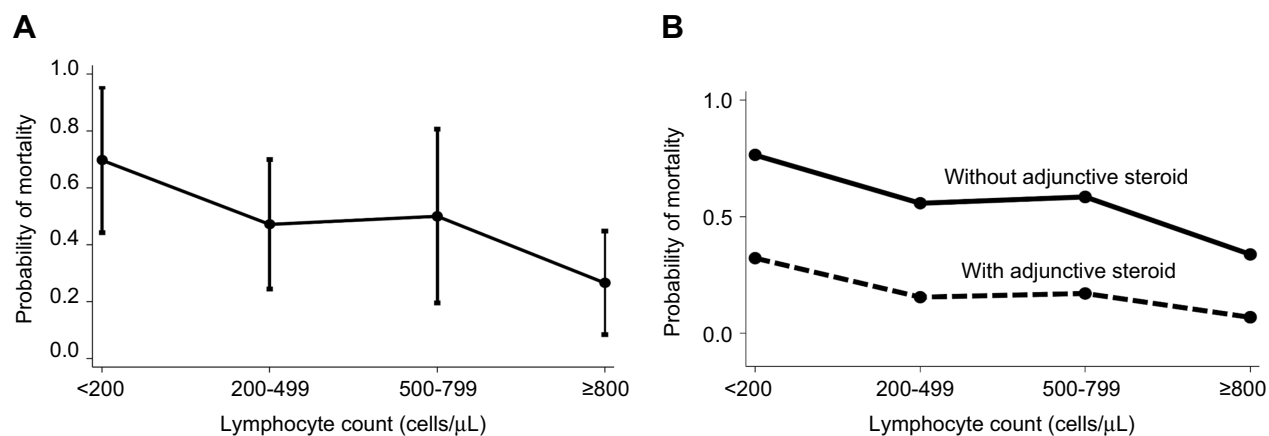 A
Probability of mortality
1.0
0.8
0.6
0.4
0.2
0.0
<200
200-499
500-799
≥800
Lymphocyte count (cells/μL)
B
Probability of mortality
1.0
0.5
0.0
Without adjunctive steroid
With adjunctive steroid
<200
200-499
500-799
≥800
Lymphocyte count (cells/μL)